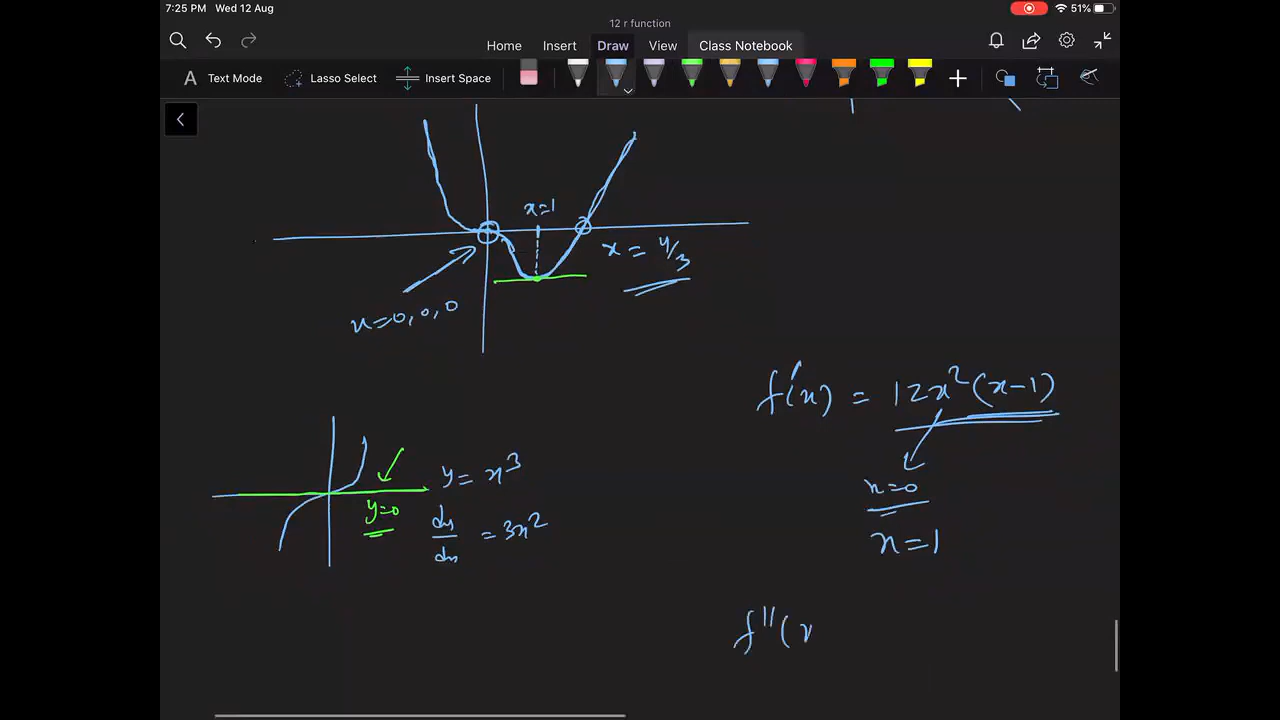 7:25 PM Wed 12 Aug
51%
12 r function
Home Insert Draw View Class Notebook
A Text Mode Lasso Select Insert Space
x=1
x = 4/3
x=0,0,0
f'(x) = 12x²(x-1)
x=0
x=1
y = x³
y=0
dy/dx = 3x²
f''(x